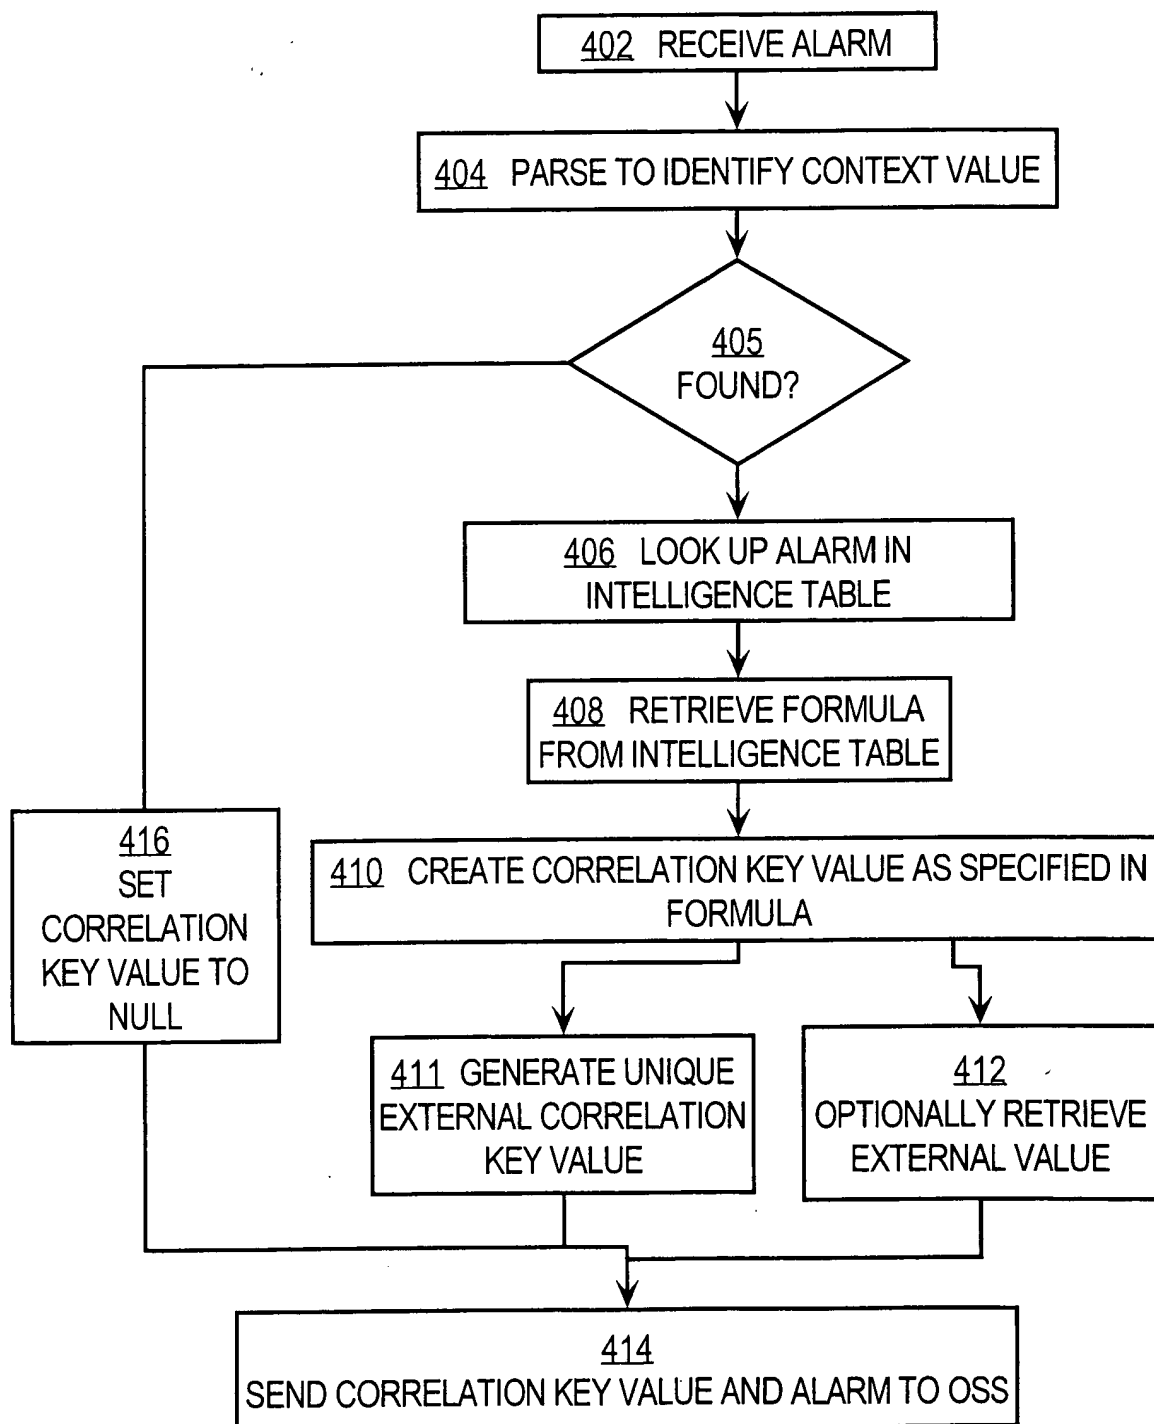 402 RECEIVE ALARM
404 PARSE TO IDENTIFY CONTEXT VALUE
405
FOUND?
406 LOOK UP ALARM IN
INTELLIGENCE TABLE
408 RETRIEVE FORMULA
FROM INTELLIGENCE TABLE
410 CREATE CORRELATION KEY VALUE AS SPECIFIED IN
FORMULA
416
SET
CORRELATION
KEY VALUE TO
NULL
411 GENERATE UNIQUE
EXTERNAL CORRELATION
KEY VALUE
412
OPTIONALLY RETRIEVE
EXTERNAL VALUE
414
SEND CORRELATION KEY VALUE AND ALARM TO OSS